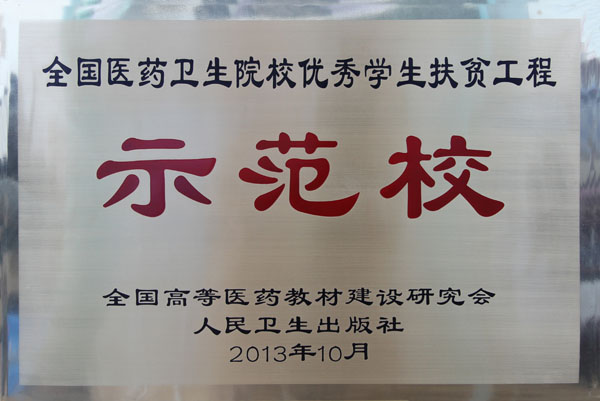 全国医药卫生院校优秀学生扶贫工程
示范校
全国高等医药教材建设研究会
人民卫生出版社
2013年10月